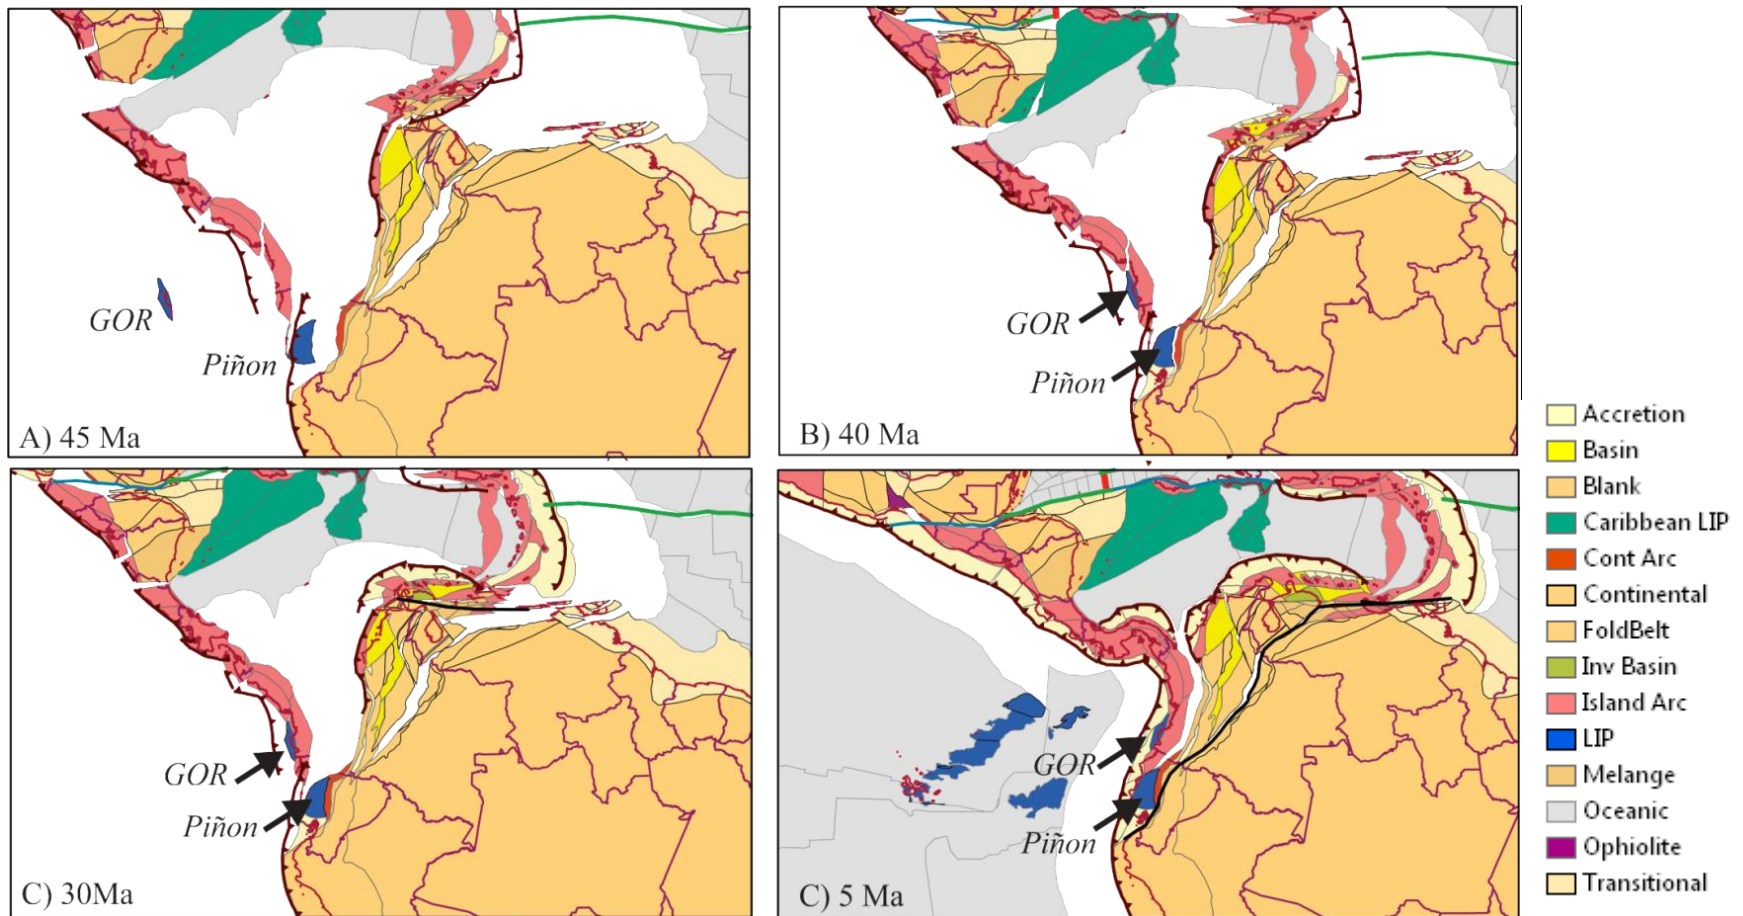 GOR
Piñon
A) 45 Ma
GOR
Piñon
B) 40 Ma
GOR
Piñon
C) 30Ma
GOR
Piñon
C) 5 Ma
Accretion
Basin
Blank
Caribbean LIP
Cont Arc
Continental
FoldBelt
Inv Basin
Island Arc
LIP
Melange
Oceanic
Ophiolite
Transitional